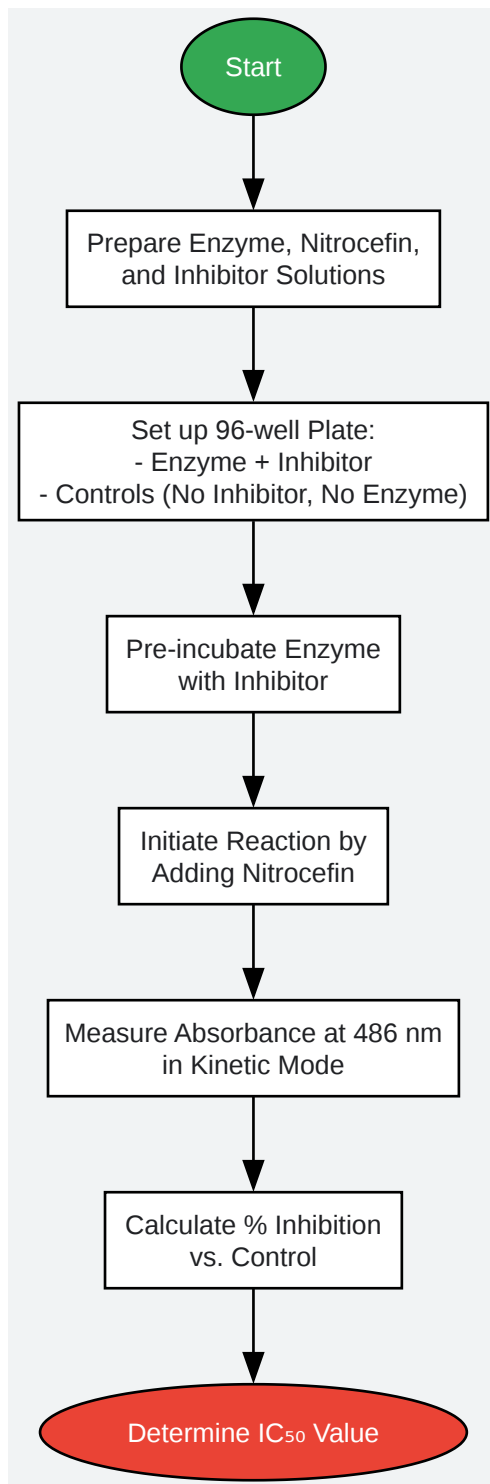 Start
Prepare Enzyme, Nitrocefin,
and Inhibitor Solutions
Set up 96-well Plate:
- Enzyme + Inhibitor
- Controls (No Inhibitor, No Enzyme)
Pre-incubate Enzyme
with Inhibitor
Initiate Reaction by
Adding Nitrocefin
Measure Absorbance at 486 nm
in Kinetic Mode
Calculate % Inhibition
vs. Control
Determine IC₅₀ Value